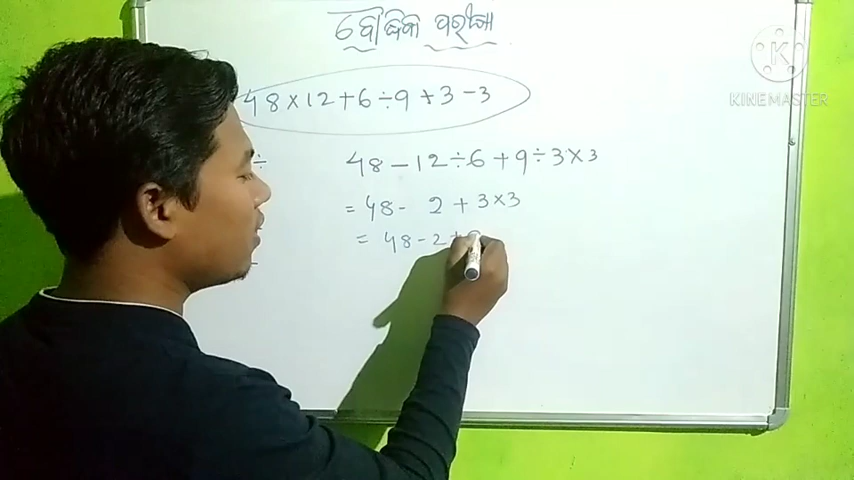 ବୌଦ୍ଧିକ ପରୀକ୍ଷା
KINEMASTER
48×12+6÷9+3-3
÷
48-12÷6+9÷3×3
= 48- 2 + 3×3
= 48-2+